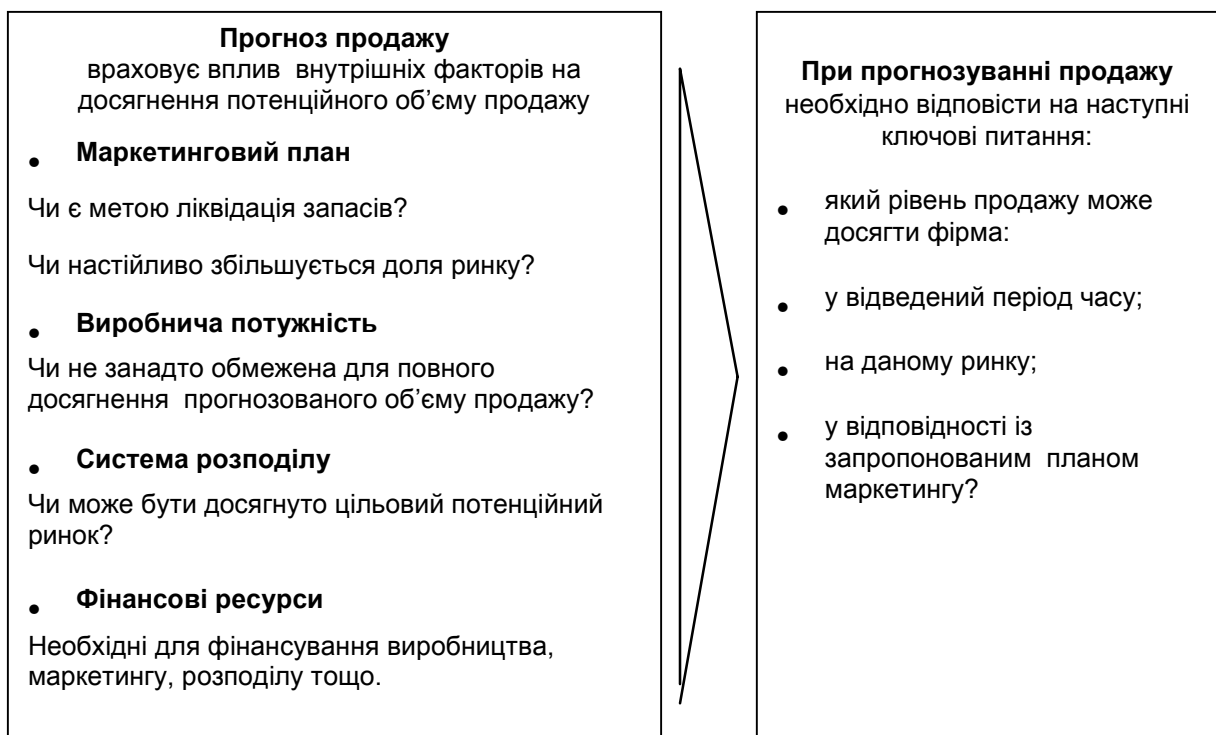 Прогноз продажу
враховує вплив внутрішніх факторів на
досягнення потенційного об’єму продажу
• Маркетинговий план
Чи є метою ліквідація запасів?
Чи настійливо збільшується доля ринку?
• Виробнича потужність
Чи не занадто обмежена для повного
досягнення прогнозованого об’єму продажу?
• Система розподілу
Чи може бути досягнуто цільовий потенційний
ринок?
• Фінансові ресурси
Необхідні для фінансування виробництва,
маркетингу, розподілу тощо.
При прогнозуванні продажу
необхідно відповісти на наступні
ключові питання:
• який рівень продажу може
досягти фірма:
• у відведений період часу;
• на даному ринку;
• у відповідності із
запропонованим планом
маркетингу?